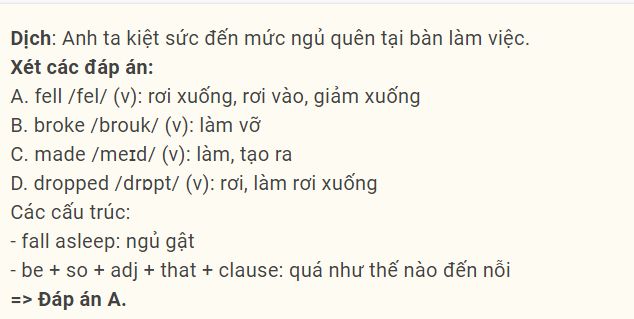 Dịch: Anh ta kiệt sức đến mức ngủ quên tại bàn làm việc.
Xét các đáp án:
A. fell /fel/ (v): rơi xuống, rơi vào, giảm xuống
B. broke /brouk/ (v): làm vỡ
C. made /meɪd/ (v): làm, tạo ra
D. dropped /drɒpt/ (v): rơi, làm rơi xuống
Các cấu trúc:
- fall asleep: ngủ gật
- be + so + adj + that + clause: quá như thế nào đến nỗi
=> Đáp án A.